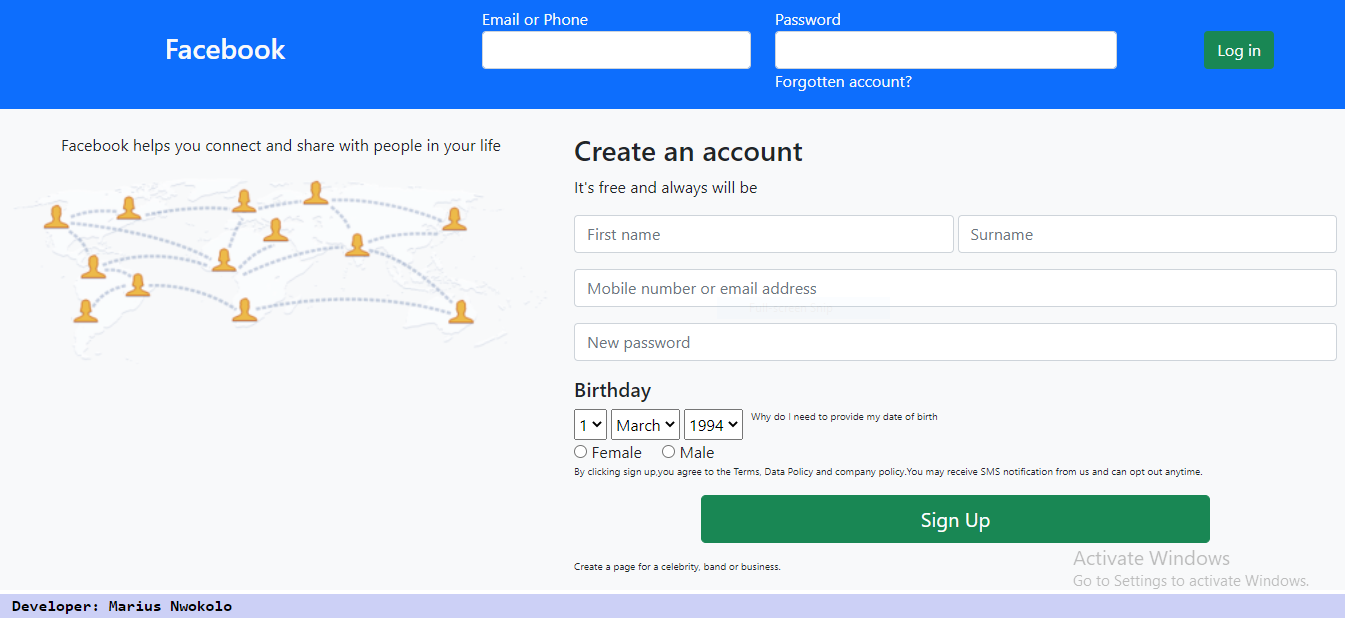 Facebook
Email or Phone
Password
Log in
Forgotten account?
Facebook helps you connect and share with people in your life
Create an account
It's free and always will be
First name
Surname
Mobile number or email address
New password
Birthday
1 March 1994 Why do I need to provide my date of birth
Female Male
By clicking sign up,you agree to the Terms, Data Policy and company policy.You may receive SMS notification from us and can opt out anytime.
Sign Up
Create a page for a celebrity, band or business.
Activate Windows
Go to Settings to activate Windows.
Developer: Marius Nwokolo